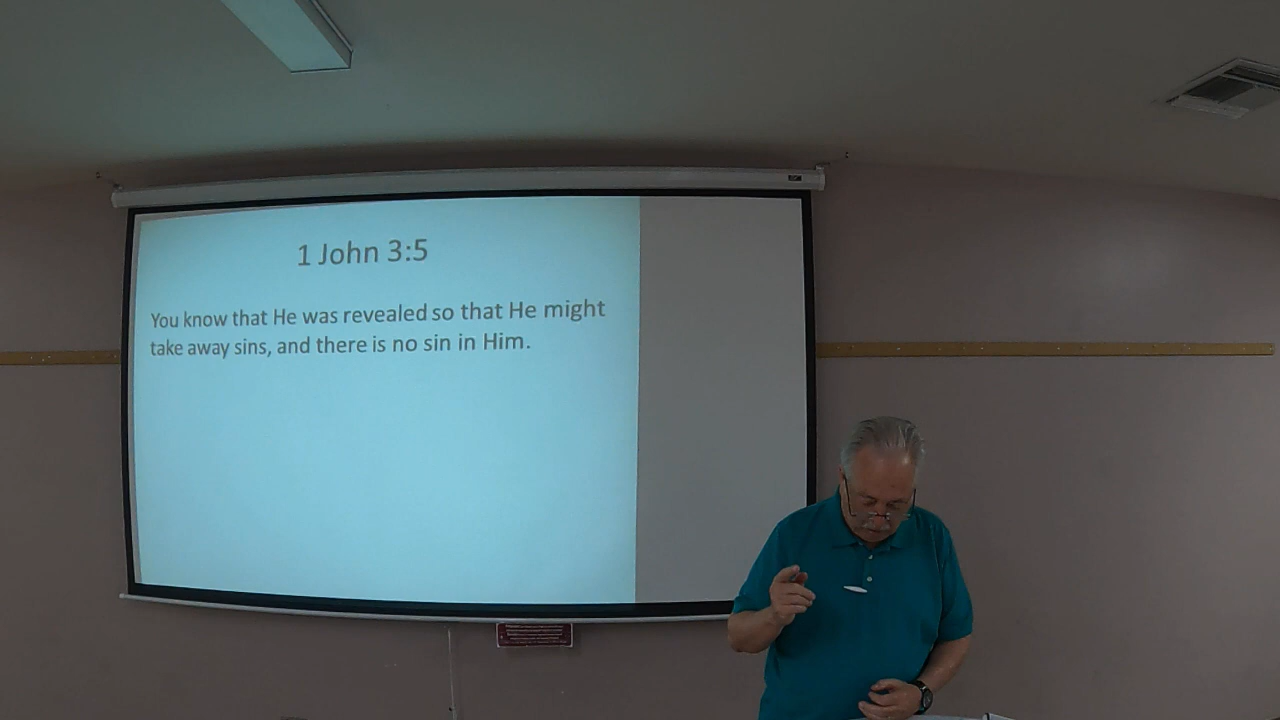 1 John 3:5
You know that He was revealed so that He might
take away sins, and there is no sin in Him.